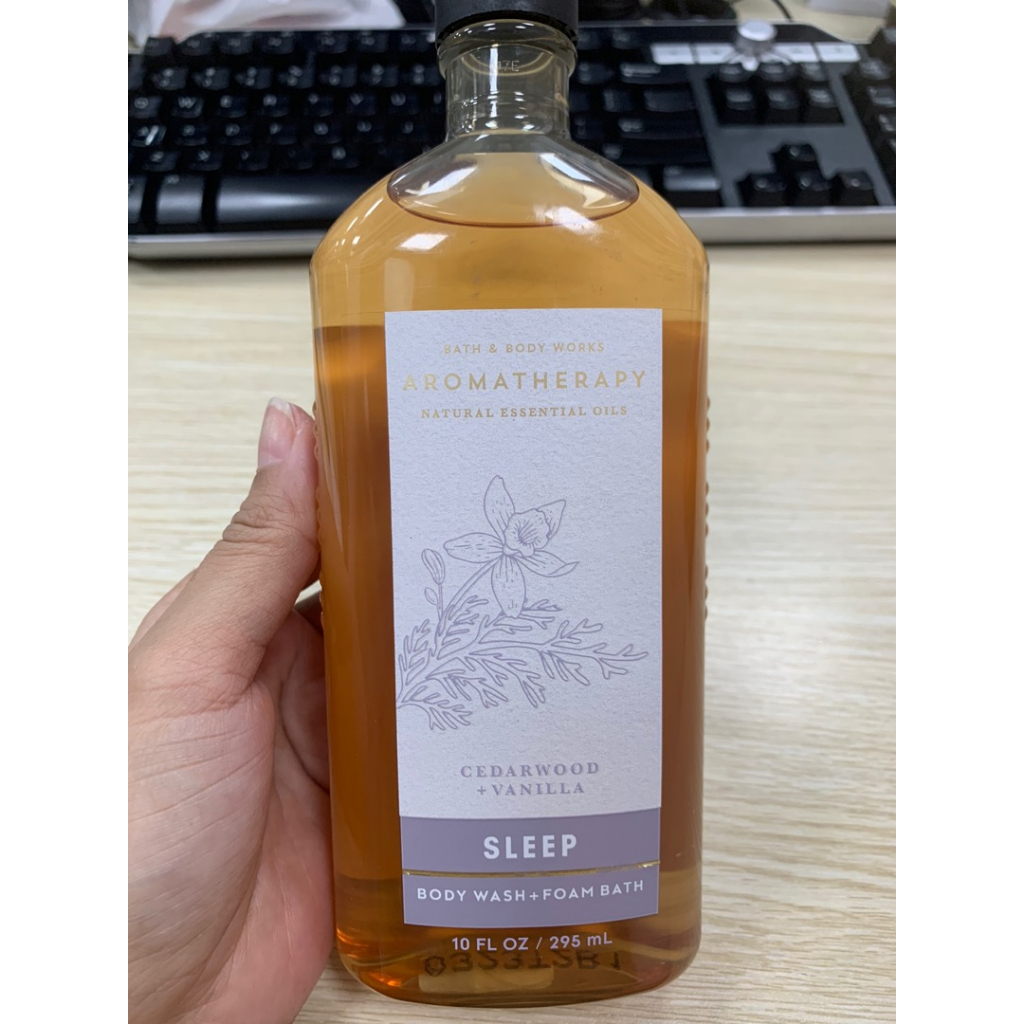 BATH & BODY WORKS
AROMATHERAPY
NATURAL ESSENTIAL OILS
CEDARWOOD
+ VANILLA
SLEEP
BODY WASH + FOAM BATH
10 FL OZ / 295 mL